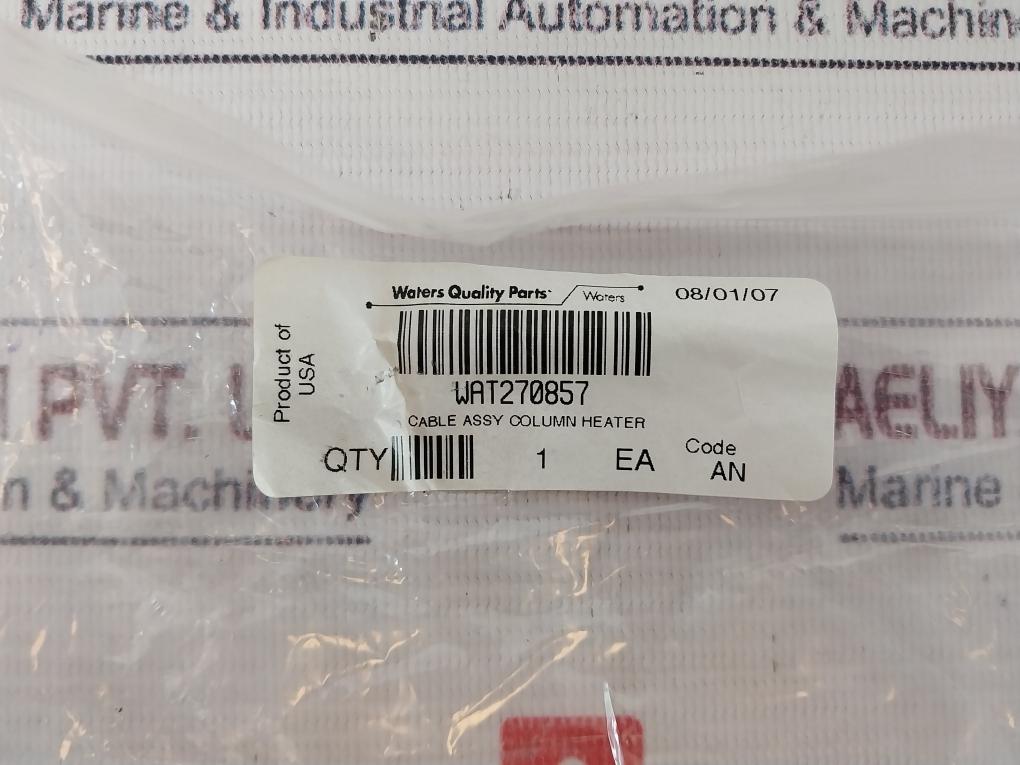 Marine & Industrial Automation & Machin
Waters Quality Parts Waters 08/01/07
Product of
USA
WAT270857
CABLE ASSY COLUMN HEATER
QTY 1 EA Code
AN
PVT.
AELIY
n & Machinery
Marine